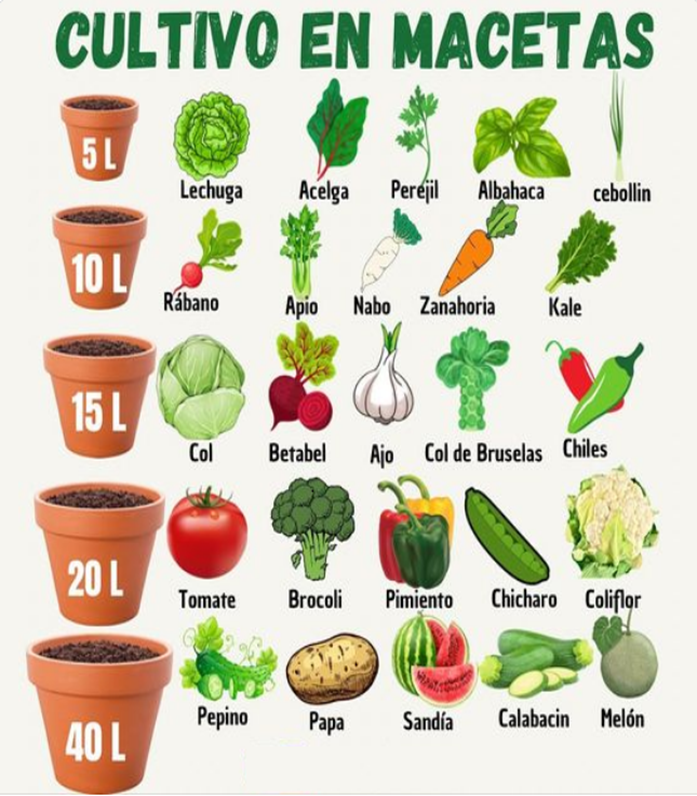 CULTIVO EN MACETAS
5 L
Lechuga Acelga Perejil Albahaca cebollin
10 L
Rábano Apio Nabo Zanahoria Kale
15 L
Col Betabel Ajo Col de Bruselas Chiles
20 L
Tomate Brocoli Pimiento Chicharo Coliflor
40 L
Pepino Papa Sandía Calabacin Melón